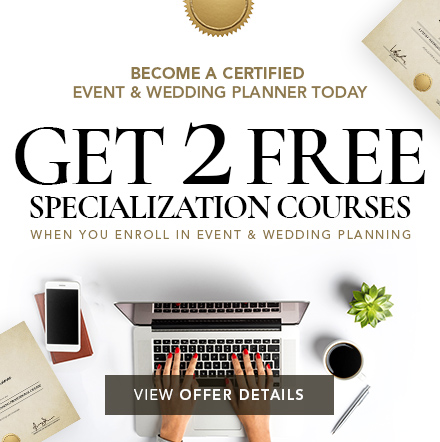 BECOME A CERTIFIED
EVENT & WEDDING PLANNER TODAY
GET 2 FREE
SPECIALIZATION COURSES
WHEN YOU ENROLL IN EVENT & WEDDING PLANNING
VIEW OFFER DETAILS